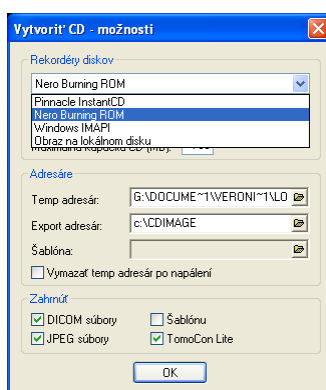 Vytvoriť CD - možnosti
Rekordéry diskov
Nero Burning ROM
Pinnacle InstantCD
Nero Burning ROM
Windows IMAPI
Obraz na lokálnom disku
Maximálna kapacita CD (MB):
Adresáre
Temp adresár: G:\DOCUME~1\VERONI~1\LO
Export adresár: c:\CDIMAGE
Šablóna:
Vymazať temp adresár po napálení
Zahrnúť
DICOM súbory Šablónu
JPEG súbory TomoCon Lite
OK